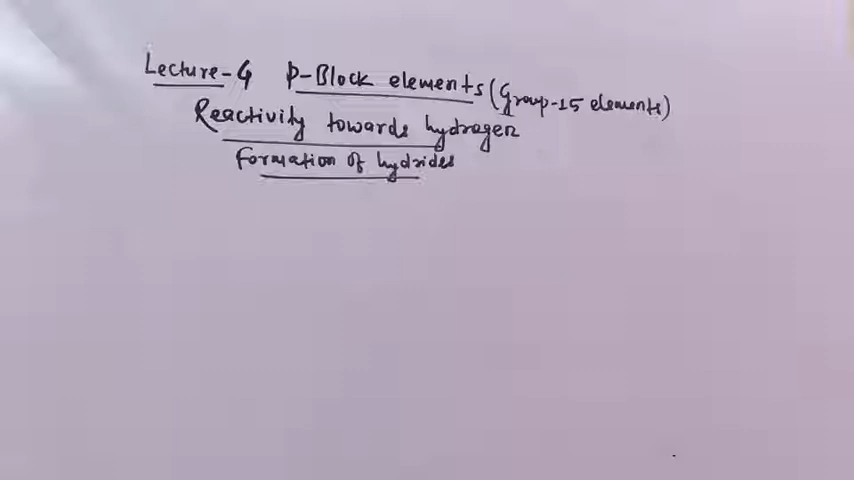 Lecture-4 p-Block elements (Group-15 elements)
Reactivity towards hydrogen
Formation of hydrides